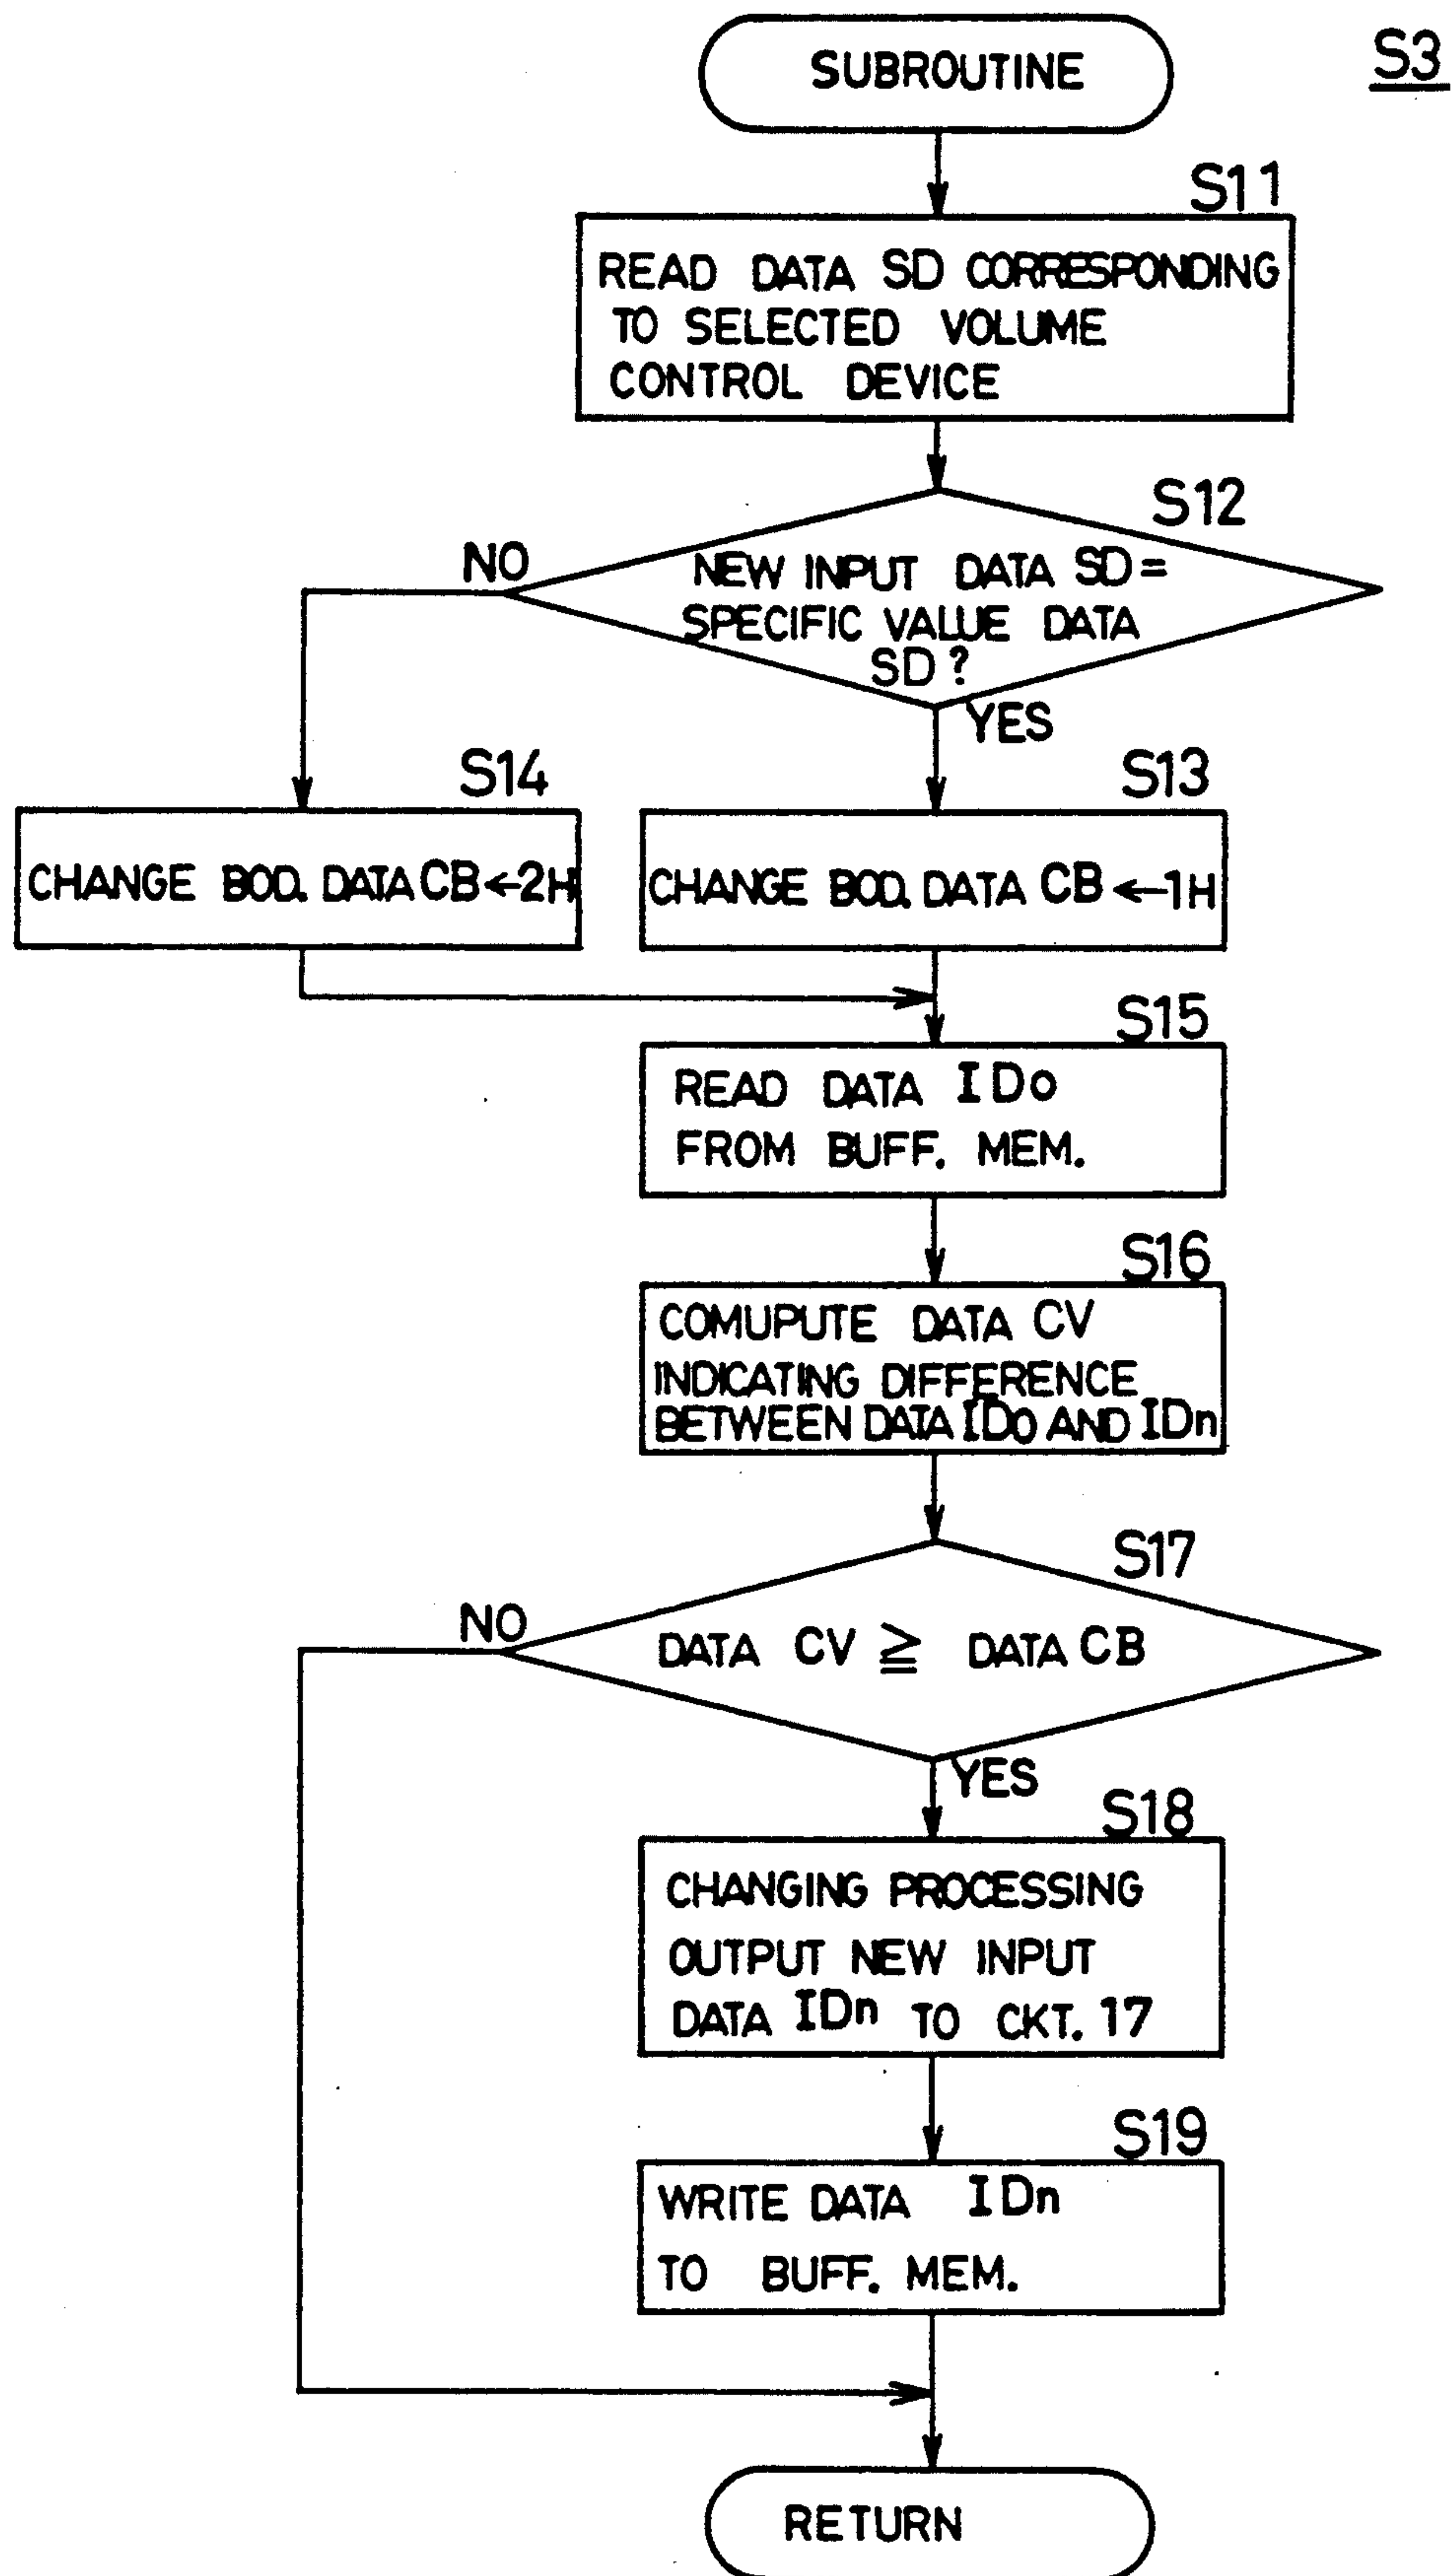 S3
SUBROUTINE
S11
READ DATA SD CORRESPONDING
TO SELECTED VOLUME
CONTROL DEVICE
S12
NO
NEW INPUT DATA SD=
SPECIFIC VALUE DATA
SD?
YES
S14
CHANGE BOD. DATA CB←2H
S13
CHANGE BOD. DATA CB←1H
S15
READ DATA IDo
FROM BUFF. MEM.
S16
COMUPUTE DATA CV
INDICATING DIFFERENCE
BETWEEN DATA IDo AND IDn
S17
NO
DATA CV ≧ DATA CB
YES
S18
CHANGING PROCESSING
OUTPUT NEW INPUT
DATA IDn TO CKT. 17
S19
WRITE DATA IDn
TO BUFF. MEM.
RETURN